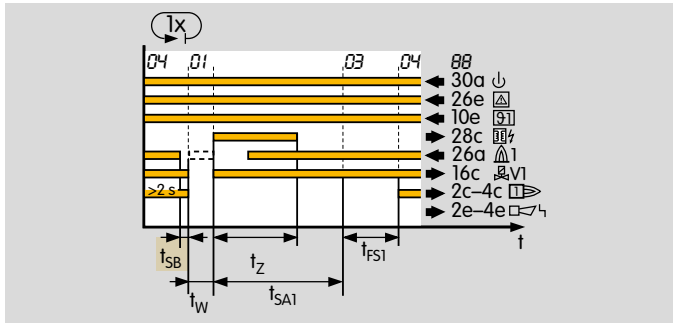 1x
04 01 03 04 88
30a
26e
10e
28c
26a 1
16c V1
>2 s 2c–4c 1
2e–4e
t
tSB tZ tFS1
tW tSA1